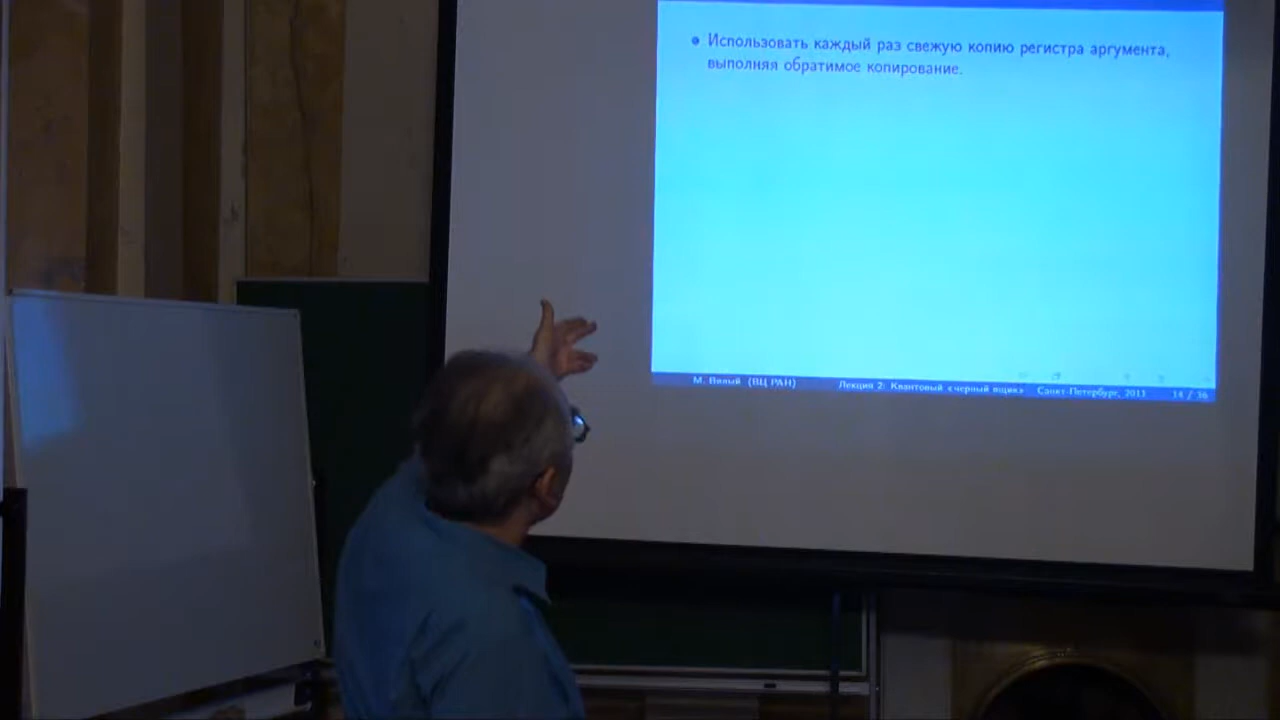 Использовать каждый раз свежую копию регистра аргумента,
выполняя обратимое копирование.
М. Вялый (ВЦ РАН) Лекция 2: Квантовый «черный ящик» Санкт-Петербург, 2011 14 / 36